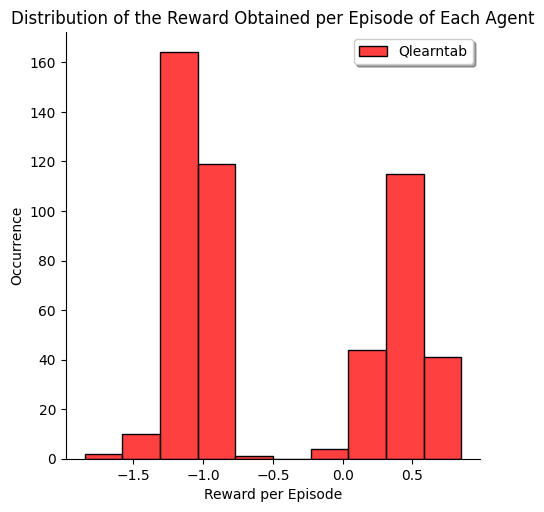 Distribution of the Reward Obtained per Episode of Each Agent
Qlearntab
160
140
120
100
80
60
40
20
0
Occurrence
−1.5 −1.0 −0.5 0.0 0.5
Reward per Episode